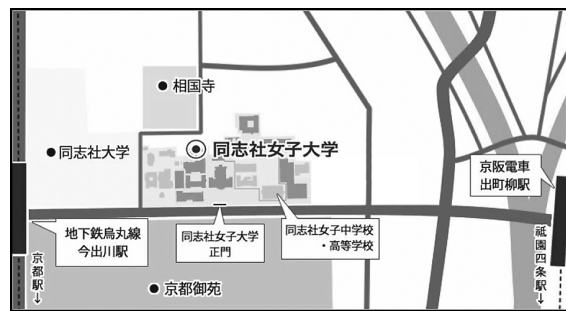 相国寺
同志社大学
同志社女子大学
京阪電車
出町柳駅
地下鉄烏丸線
今出川駅
同志社女子大学
正門
同志社女子中学校
・高等学校
京都駅↓
祗園四条駅↓
京都御苑